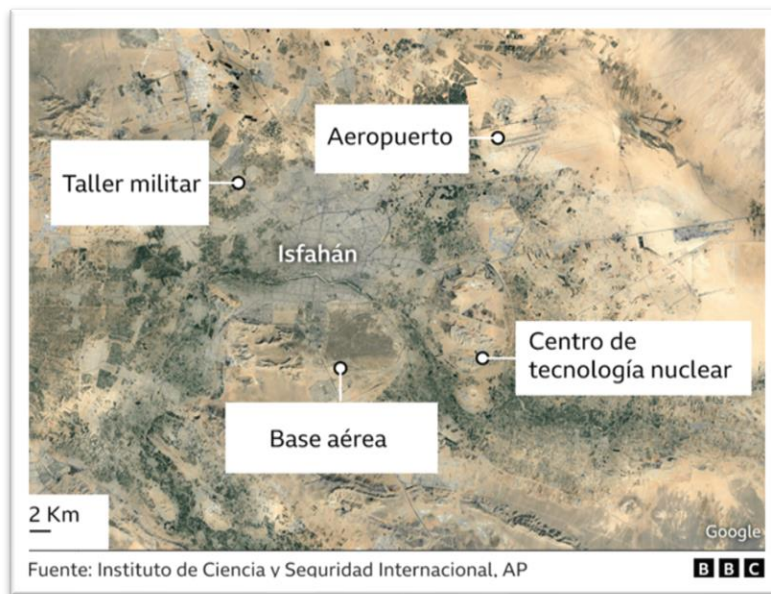 Aeropuerto
Taller militar
Isfahán
Centro de
tecnología nuclear
Base aérea
2 Km
Google
Fuente: Instituto de Ciencia y Seguridad Internacional, AP
BBC